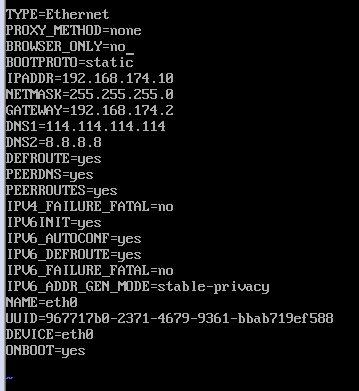 TYPE=Ethernet
PROXY_METHOD=none
BROWSER_ONLY=no
BOOTPROTO=static
IPADDR=192.168.174.10
NETMASK=255.255.255.0
GATEWAY=192.168.174.2
DNS1=114.114.114.114
DNS2=8.8.8.8
DEFROUTE=yes
PEERDNS=yes
PEERROUTES=yes
IPV4_FAILURE_FATAL=no
IPV6INIT=yes
IPV6_AUTOCONF=yes
IPV6_DEFROUTE=yes
IPV6_FAILURE_FATAL=no
IPV6_ADDR_GEN_MODE=stable-privacy
NAME=eth0
UUID=967717b0-2371-4679-9361-bbab719ef588
DEVICE=eth0
ONBOOT=yes
~